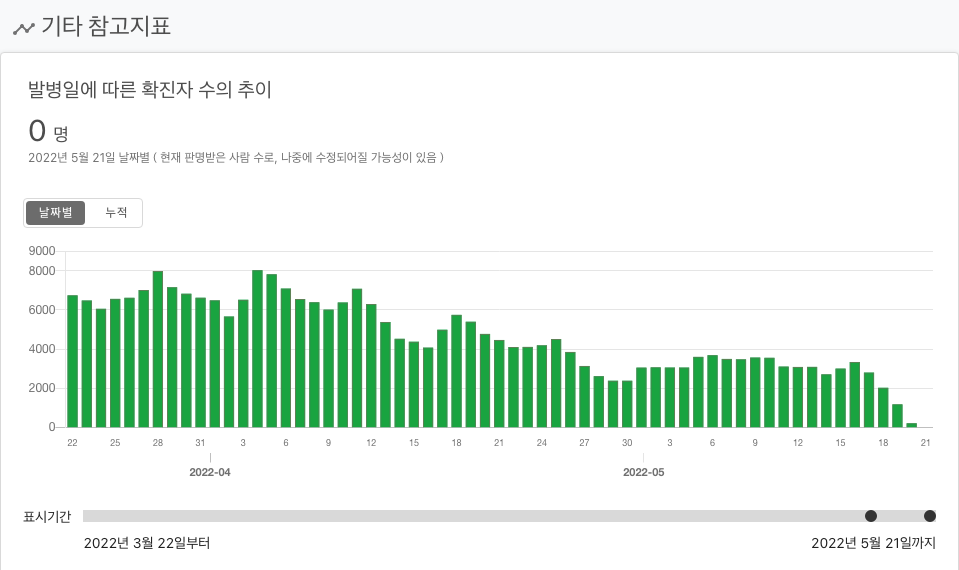 기타 참고지표
발병일에 따른 확진자 수의 추이
0 명
2022년 5월 21일 날짜별 ( 현재 판명받은 사람 수로, 나중에 수정되어질 가능성이 있음 )
날짜별 누적
9000
8000
6000
4000
2000
0
22 25 28 31 3 6 9 12 15 18 21 24 27 30 3 6 9 12 15 18 21
2022-04 2022-05
표시기간
2022년 3월 22일부터 2022년 5월 21일까지